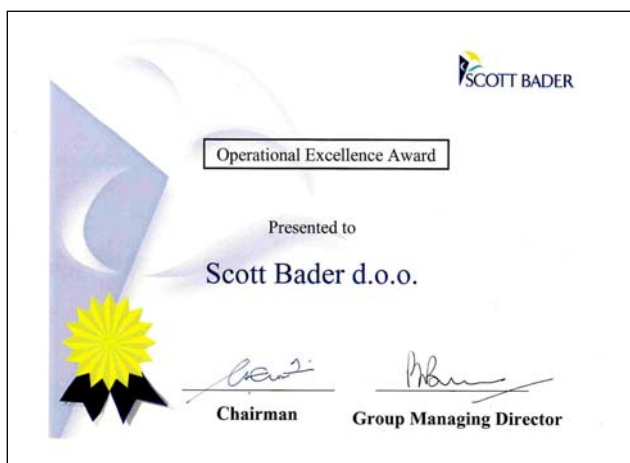 SCOTT BADER
Operational Excellence Award
Presented to
Scott Bader d.o.o.
Chairman
Group Managing Director